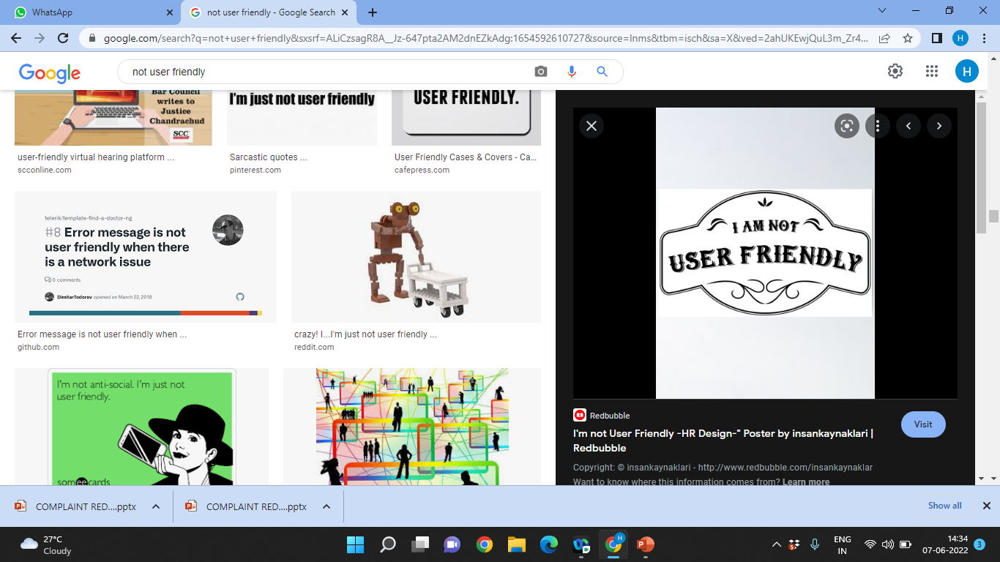 WhatsApp
not user friendly - Google Search
google.com/search?q=not+user+friendly&sxsrf=ALiCzsagR8A__Jz-647pta2AM2dnEZkAdg:1654592610727&source=lnms&tbm=isch&sa=X&ved=2ahUKEwjQuL3m_Zr4...
H
Google
not user friendly
H
Bar Council
writes to
Justice
Chandrachud
SCC
I'm just not user friendly
USER FRIENDLY.
user-friendly virtual hearing platform ...
scconline.com
Sarcastic quotes ...
pinterest.com
User Friendly Cases & Covers - Ca...
cafepress.com
telerik/template-find-a-doctor-ng
#8 Error message is not
user friendly when there
is a network issue
0 comments
DimitarTodorov opened on March 22, 2018
Error message is not user friendly when ...
github.com
crazy! I...I'm just not user friendly ...
reddit.com
I'm not anti-social. I'm just not
user friendly.
someecards
I AM NOT
USER FRIENDLY
Redbubble
I'm not User Friendly -HR Design-" Poster by insankaynaklari |
Redbubble
Visit
Copyright: © insankaynaklari - http://www.redbubble.com/insankaynaklar
Want to know where this information comes from? Learn more
COMPLAINT RED....pptx
COMPLAINT RED....pptx
Show all
27°C
Cloudy
H
ENG
IN
14:34
07-06-2022
3